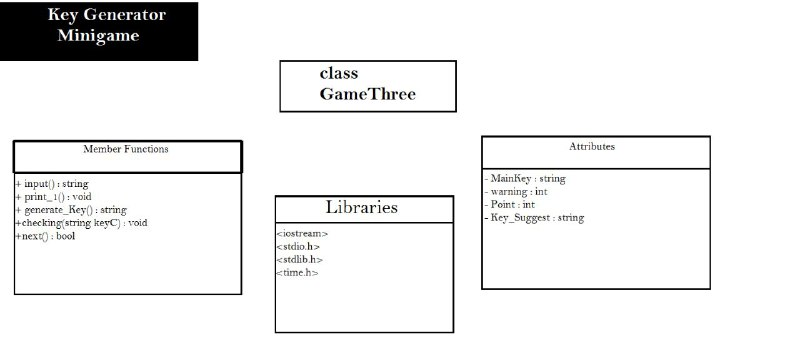 Key Generator
Minigame
class
GameThree
Member Functions
+ input() : string
+ print_1() : void
+ generate_Key() : string
+checking(string keyC) : void
+next() : bool
Libraries
<iostream>
<stdio.h>
<stdlib.h>
<time.h>
Attributes
- MainKey : string
- warning : int
- Point : int
- Key_Suggest : string